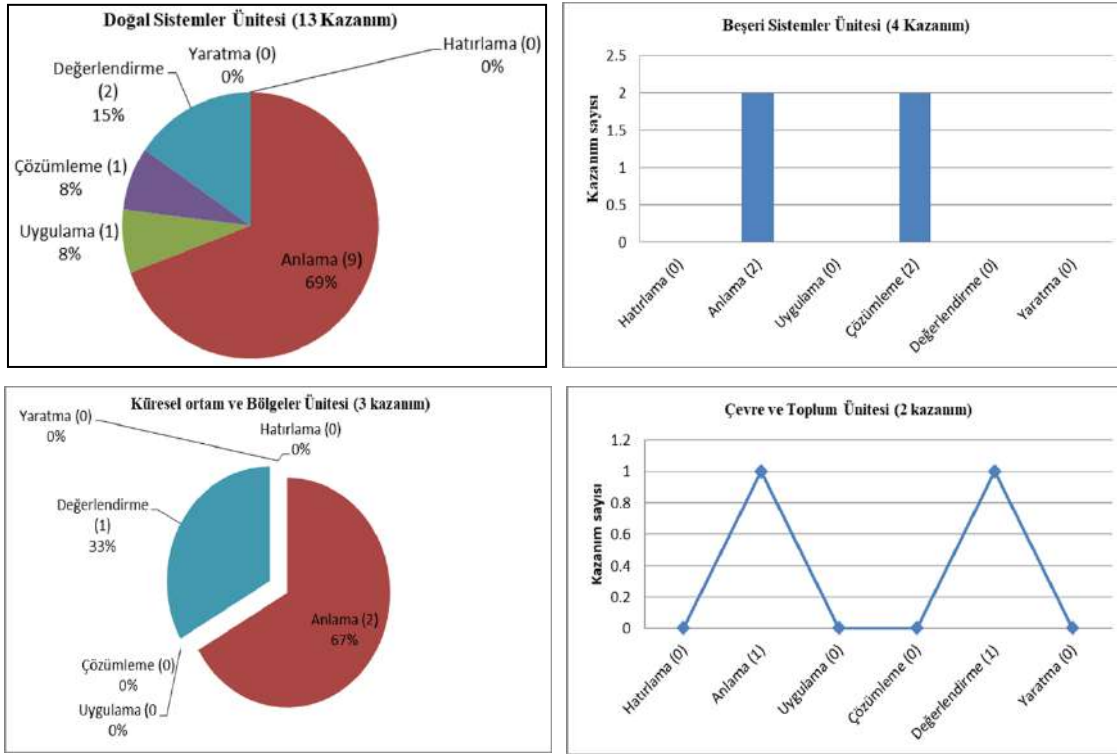 Doğal Sistemler Ünitesi (13 Kazanım)
Yaratma (0)
0%
Hatırlama (0)
0%
Değerlendirme
(2)
15%
Çözümleme (1)
8%
Uygulama (1)
8%
Anlama (9)
69%
Beşeri Sistemler Ünitesi (4 Kazanım)
Kazanım sayısı
2.5
2
1.5
1
0.5
0
Hatırlama (0)
Anlama (2)
Uygulama (0)
Çözümleme (2)
Değerlendirme (0)
Yaratma (0)
Küresel ortam ve Bölgeler Ünitesi (3 kazanım)
Yaratma (0)
0%
Hatırlama (0)
0%
Değerlendirme
(1)
33%
Anlama (2)
67%
Çözümleme (0)
0%
Uygulama (0
0%
Çevre ve Toplum Ünitesi (2 kazanım)
Kazanım sayısı
1.2
1
0.8
0.6
0.4
0.2
0
Hatırlama (0)
Anlama (1)
Uygulama (0)
Çözümleme (0)
Değerlendirme (1)
Yaratma (0)